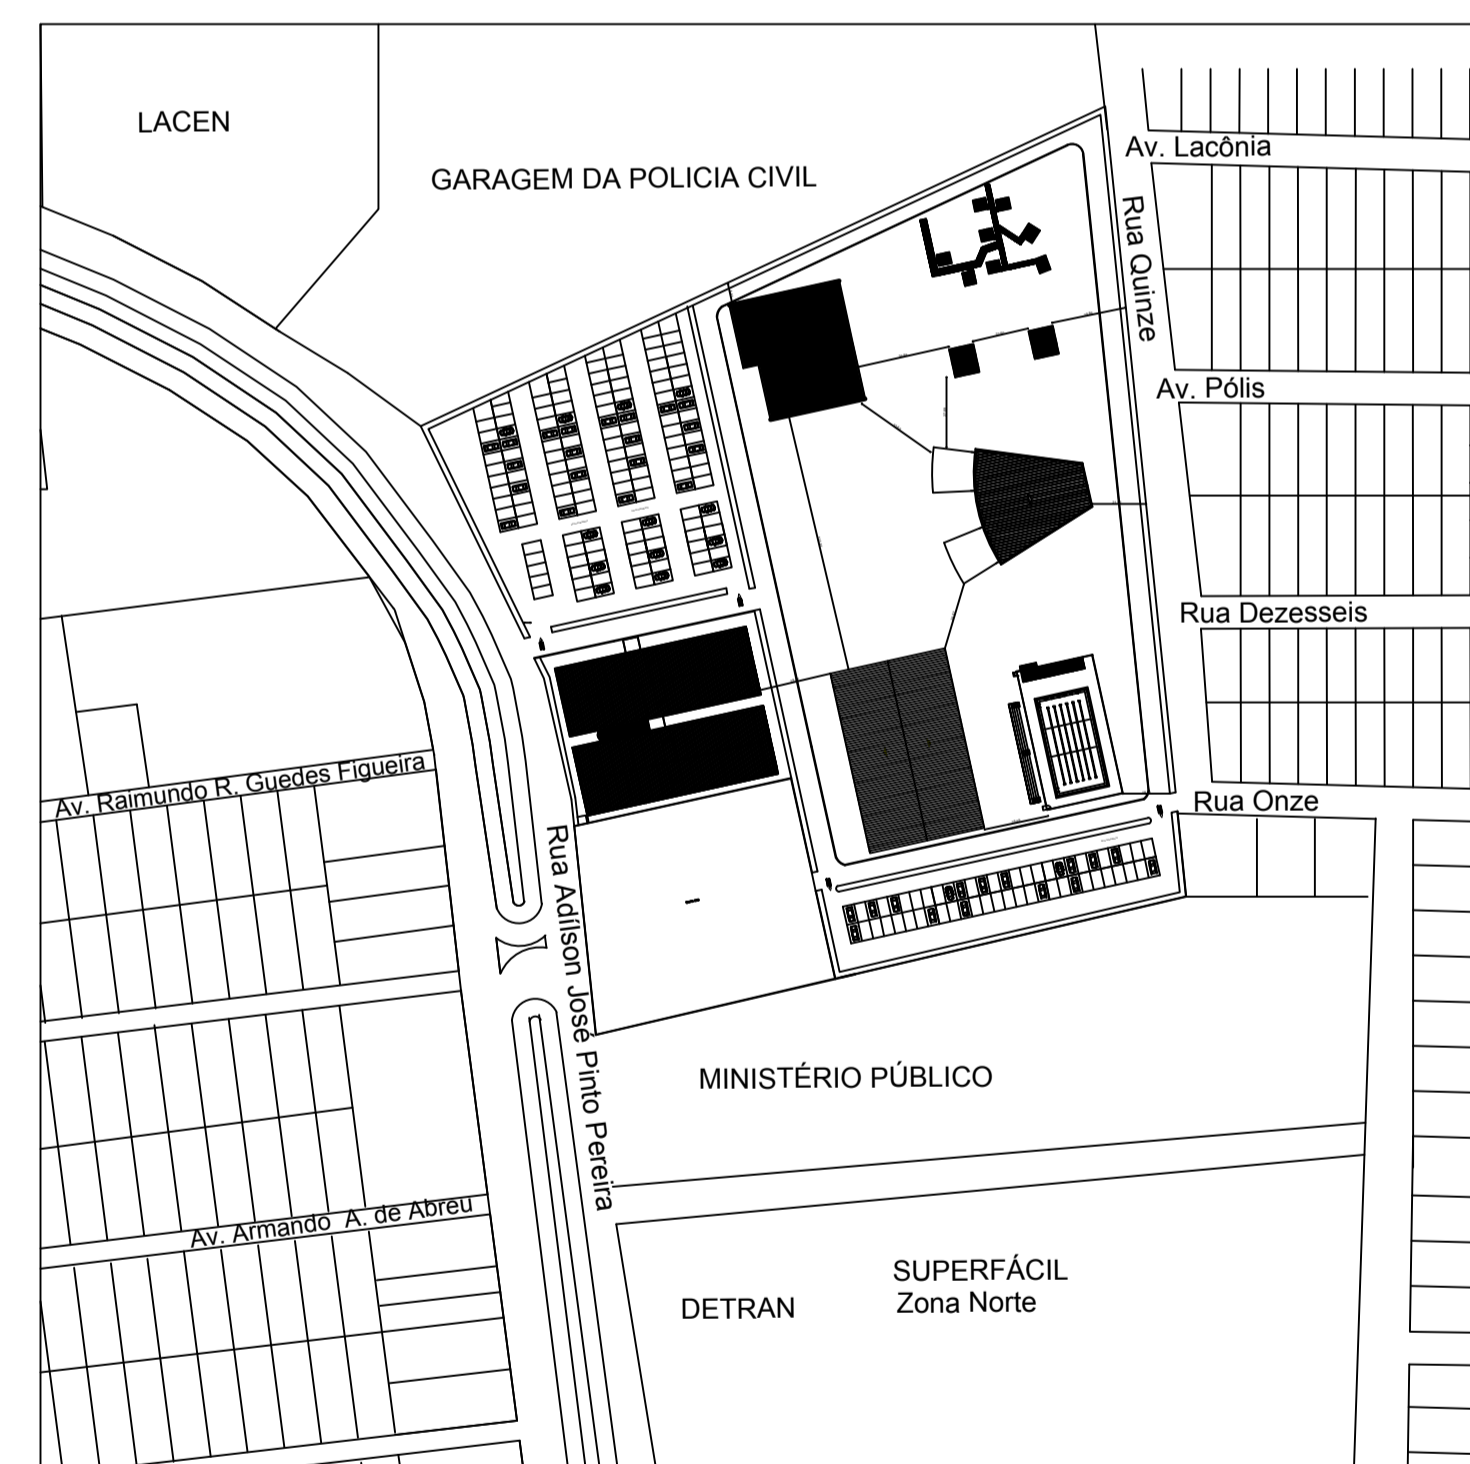 LACEN
Av. Lacônia
GARAGEM DA POLICIA CIVIL
Rua Quinze
Av. Pólis
Rua Dezesseis
Av. Raimundo R. Guedes Figueira
Rua Onze
Rua Adílson José Pinto Pereira
MINISTÉRIO PÚBLICO
Av. Armando A. de Abreu
SUPERFÁCIL
Zona Norte
DETRAN